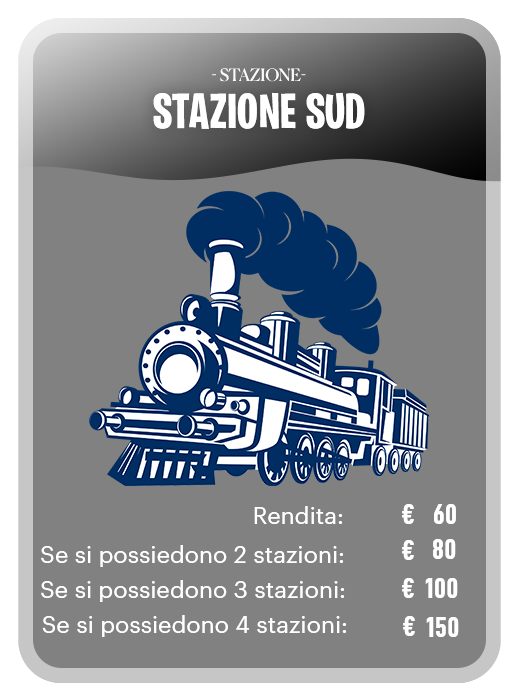 - STAZIONE-
STAZIONE SUD
Rendita: € 60
Se si possiedono 2 stazioni: € 80
Se si possiedono 3 stazioni: € 100
Se si possiedono 4 stazioni: € 150